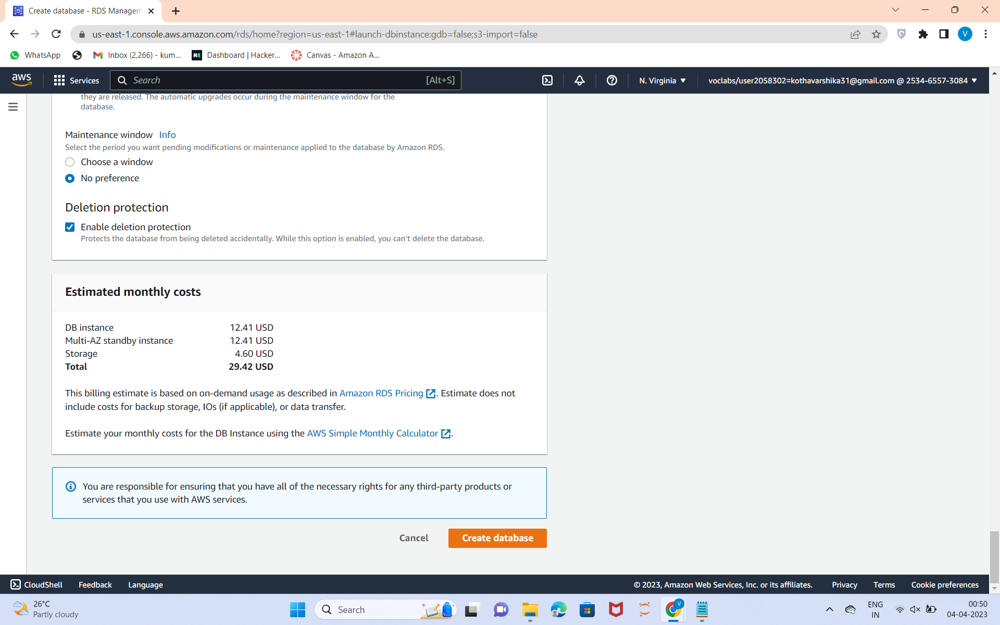 Create database - RDS Managem
us-east-1.console.aws.amazon.com/rds/home?region=us-east-1#launch-dbinstance:gdb=false;s3-import=false
V
WhatsApp
Inbox (2,266) - kum...
Dashboard | Hacker...
Canvas - Amazon A...
aws
Services
Search
[Alt+S]
N. Virginia
voclabs/user2058302=kothavarshika31@gmail.com @ 2534-6557-3084
they are released. The automatic upgrades occur during the maintenance window for the
database.
Maintenance window Info
Select the period you want pending modifications or maintenance applied to the database by Amazon RDS.
Choose a window
No preference
Deletion protection
Enable deletion protection
Protects the database from being deleted accidentally. While this option is enabled, you can’t delete the database.
Estimated monthly costs
DB instance 12.41 USD
Multi-AZ standby instance 12.41 USD
Storage 4.60 USD
Total 29.42 USD
This billing estimate is based on on-demand usage as described in Amazon RDS Pricing. Estimate does not
include costs for backup storage, IOs (if applicable), or data transfer.
Estimate your monthly costs for the DB Instance using the AWS Simple Monthly Calculator.
You are responsible for ensuring that you have all of the necessary rights for any third-party products or
services that you use with AWS services.
Cancel
Create database
CloudShell
Feedback
Language
© 2023, Amazon Web Services, Inc. or its affiliates.
Privacy
Terms
Cookie preferences
26°C
Partly cloudy
Search
V
ENG
IN
00:50
04-04-2023